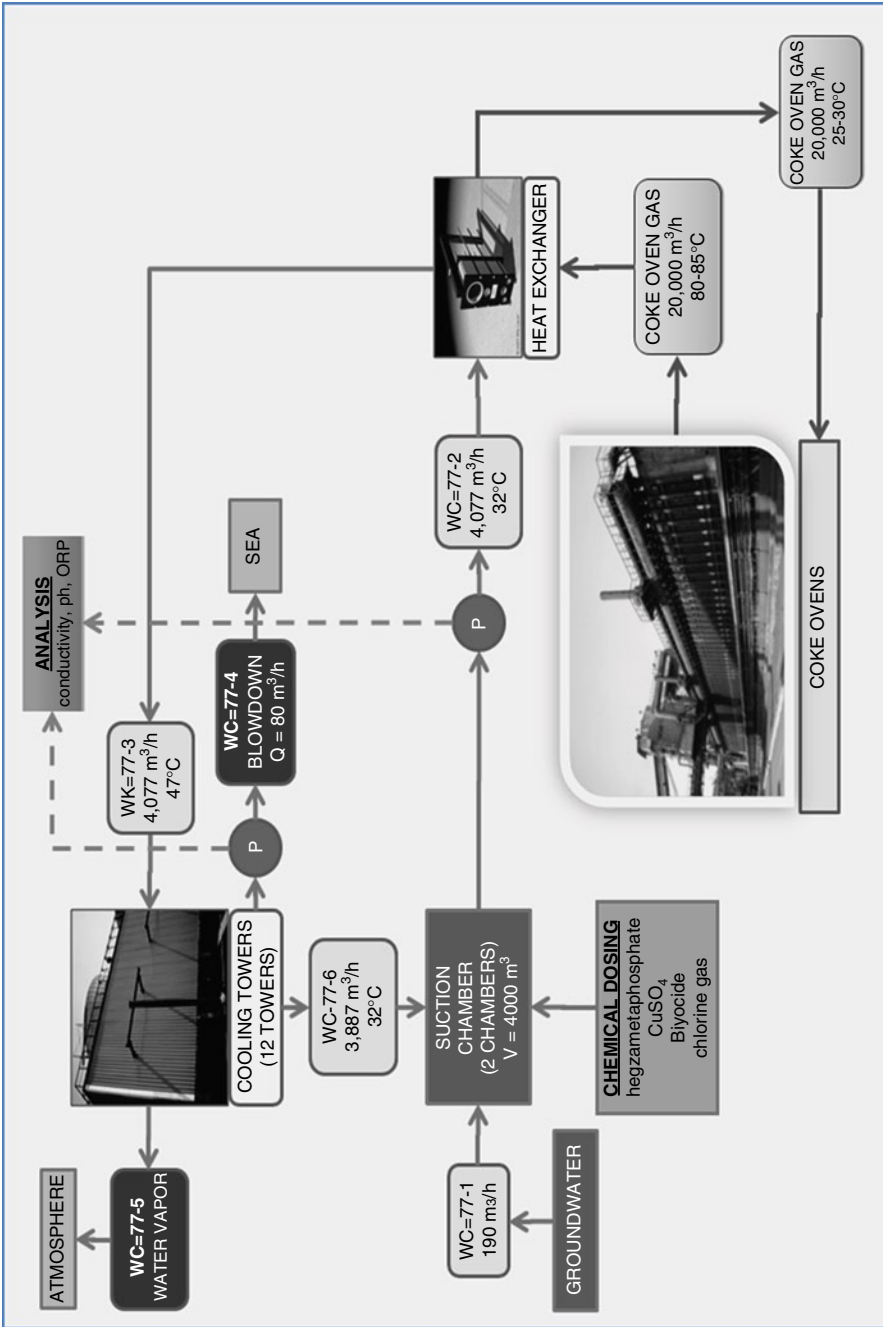 ATMOSPHERE
WC=77-5
WATER VAPOR
COOLING TOWERS
(12 TOWERS)
WK=77-3
4,077 m³/h
47°C
ANALYSIS
conductivity, ph, ORP
P
WC=77-4
BLOWDOWN
Q = 80 m³/h
SEA
WC-77-6
3,887 m³/h
32°C
GROUNDWATER
WC=77-1
190 m3/h
SUCTION
CHAMBER
(2 CHAMBERS)
V = 4000 m³
CHEMICAL DOSING
hegzametaphosphate
CuSO₄
Biyocide
chlorine gas
P
WC=77-2
4,077 m³/h
32°C
HEAT EXCHANGER
COKE OVEN GAS
20,000 m³/h
80-85°C
COKE OVEN GAS
20,000 m³/h
25-30°C
COKE OVENS